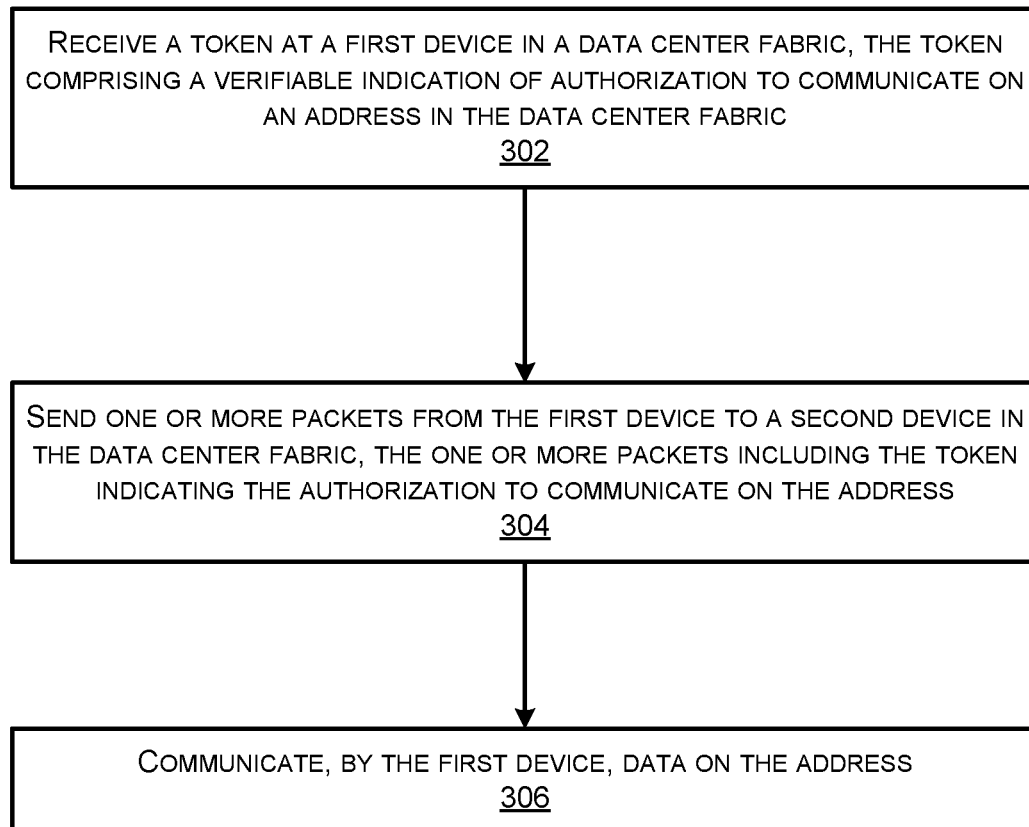 RECEIVE A TOKEN AT A FIRST DEVICE IN A DATA CENTER FABRIC, THE TOKEN
COMPRISING A VERIFIABLE INDICATION OF AUTHORIZATION TO COMMUNICATE ON
AN ADDRESS IN THE DATA CENTER FABRIC
302
SEND ONE OR MORE PACKETS FROM THE FIRST DEVICE TO A SECOND DEVICE IN
THE DATA CENTER FABRIC, THE ONE OR MORE PACKETS INCLUDING THE TOKEN
INDICATING THE AUTHORIZATION TO COMMUNICATE ON THE ADDRESS
304
COMMUNICATE, BY THE FIRST DEVICE, DATA ON THE ADDRESS
306